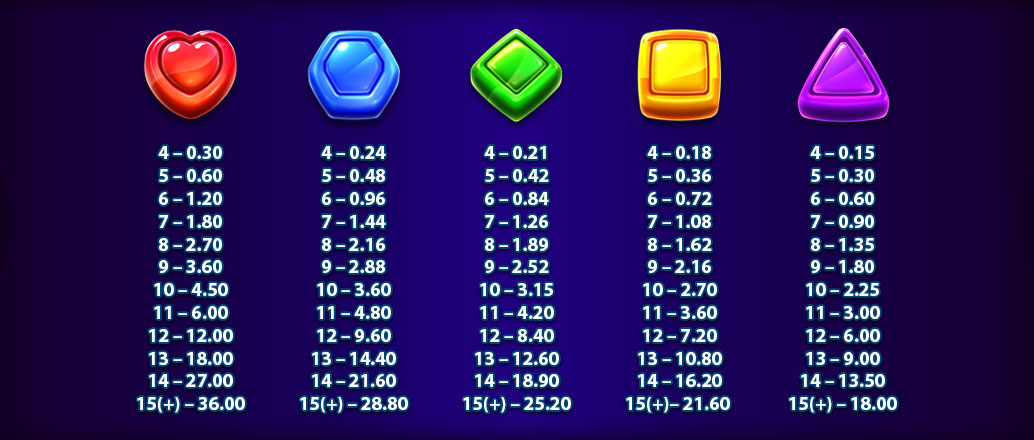 4 – 0.30
5 – 0.60
6 – 1.20
7 – 1.80
8 – 2.70
9 – 3.60
10 – 4.50
11 – 6.00
12 – 12.00
13 – 18.00
14 – 27.00
15(+) – 36.00
4 – 0.24
5 – 0.48
6 – 0.96
7 – 1.44
8 – 2.16
9 – 2.88
10 – 3.60
11 – 4.80
12 – 9.60
13 – 14.40
14 – 21.60
15(+) – 28.80
4 – 0.21
5 – 0.42
6 – 0.84
7 – 1.26
8 – 1.89
9 – 2.52
10 – 3.15
11 – 4.20
12 – 8.40
13 – 12.60
14 – 18.90
15(+) – 25.20
4 – 0.18
5 – 0.36
6 – 0.72
7 – 1.08
8 – 1.62
9 – 2.16
10 – 2.70
11 – 3.60
12 – 7.20
13 – 10.80
14 – 16.20
15(+)– 21.60
4 – 0.15
5 – 0.30
6 – 0.60
7 – 0.90
8 – 1.35
9 – 1.80
10 – 2.25
11 – 3.00
12 – 6.00
13 – 9.00
14 – 13.50
15(+) – 18.00